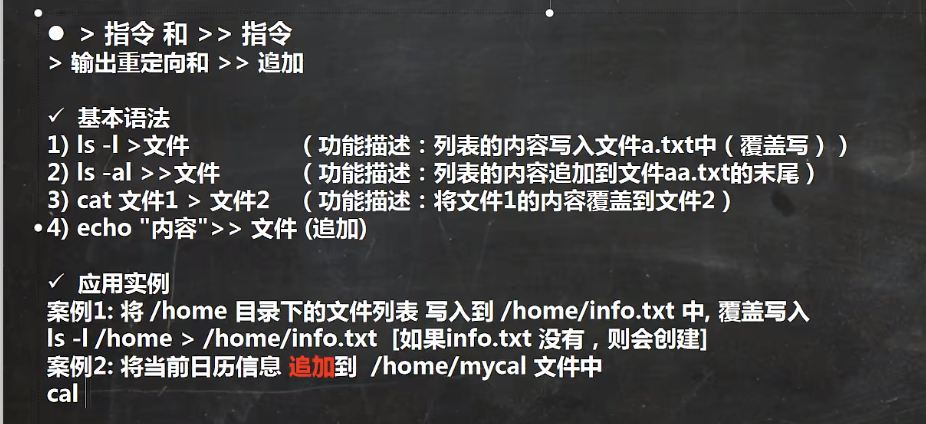 ● > 指令 和 >> 指令
> 输出重定向和 >> 追加
✓ 基本语法
1) ls -l >文件 （功能描述：列表的内容写入文件a.txt中（覆盖写））
2) ls -al >>文件 （功能描述：列表的内容追加到文件aa.txt的末尾）
3) cat 文件1 > 文件2 （功能描述：将文件1的内容覆盖到文件2）
4) echo "内容">> 文件 (追加)
✓ 应用实例
案例1: 将 /home 目录下的文件列表 写入到 /home/info.txt 中, 覆盖写入
ls -l /home > /home/info.txt [如果info.txt 没有，则会创建]
案例2: 将当前日历信息 追加到 /home/mycal 文件中
cal